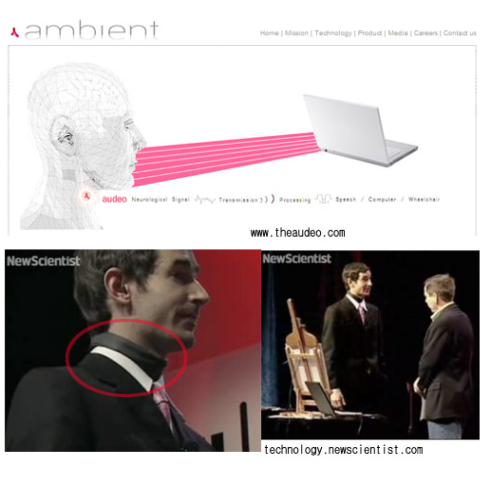 ambient
Home | Mission | Technology | Product | Media | Careers | Contact us
audeo Neurological Signal Transmission Processing Speech / Computer / Wheelchair
www.theaudeo.com
NewScientist NewScientist
technology.newscientist.com